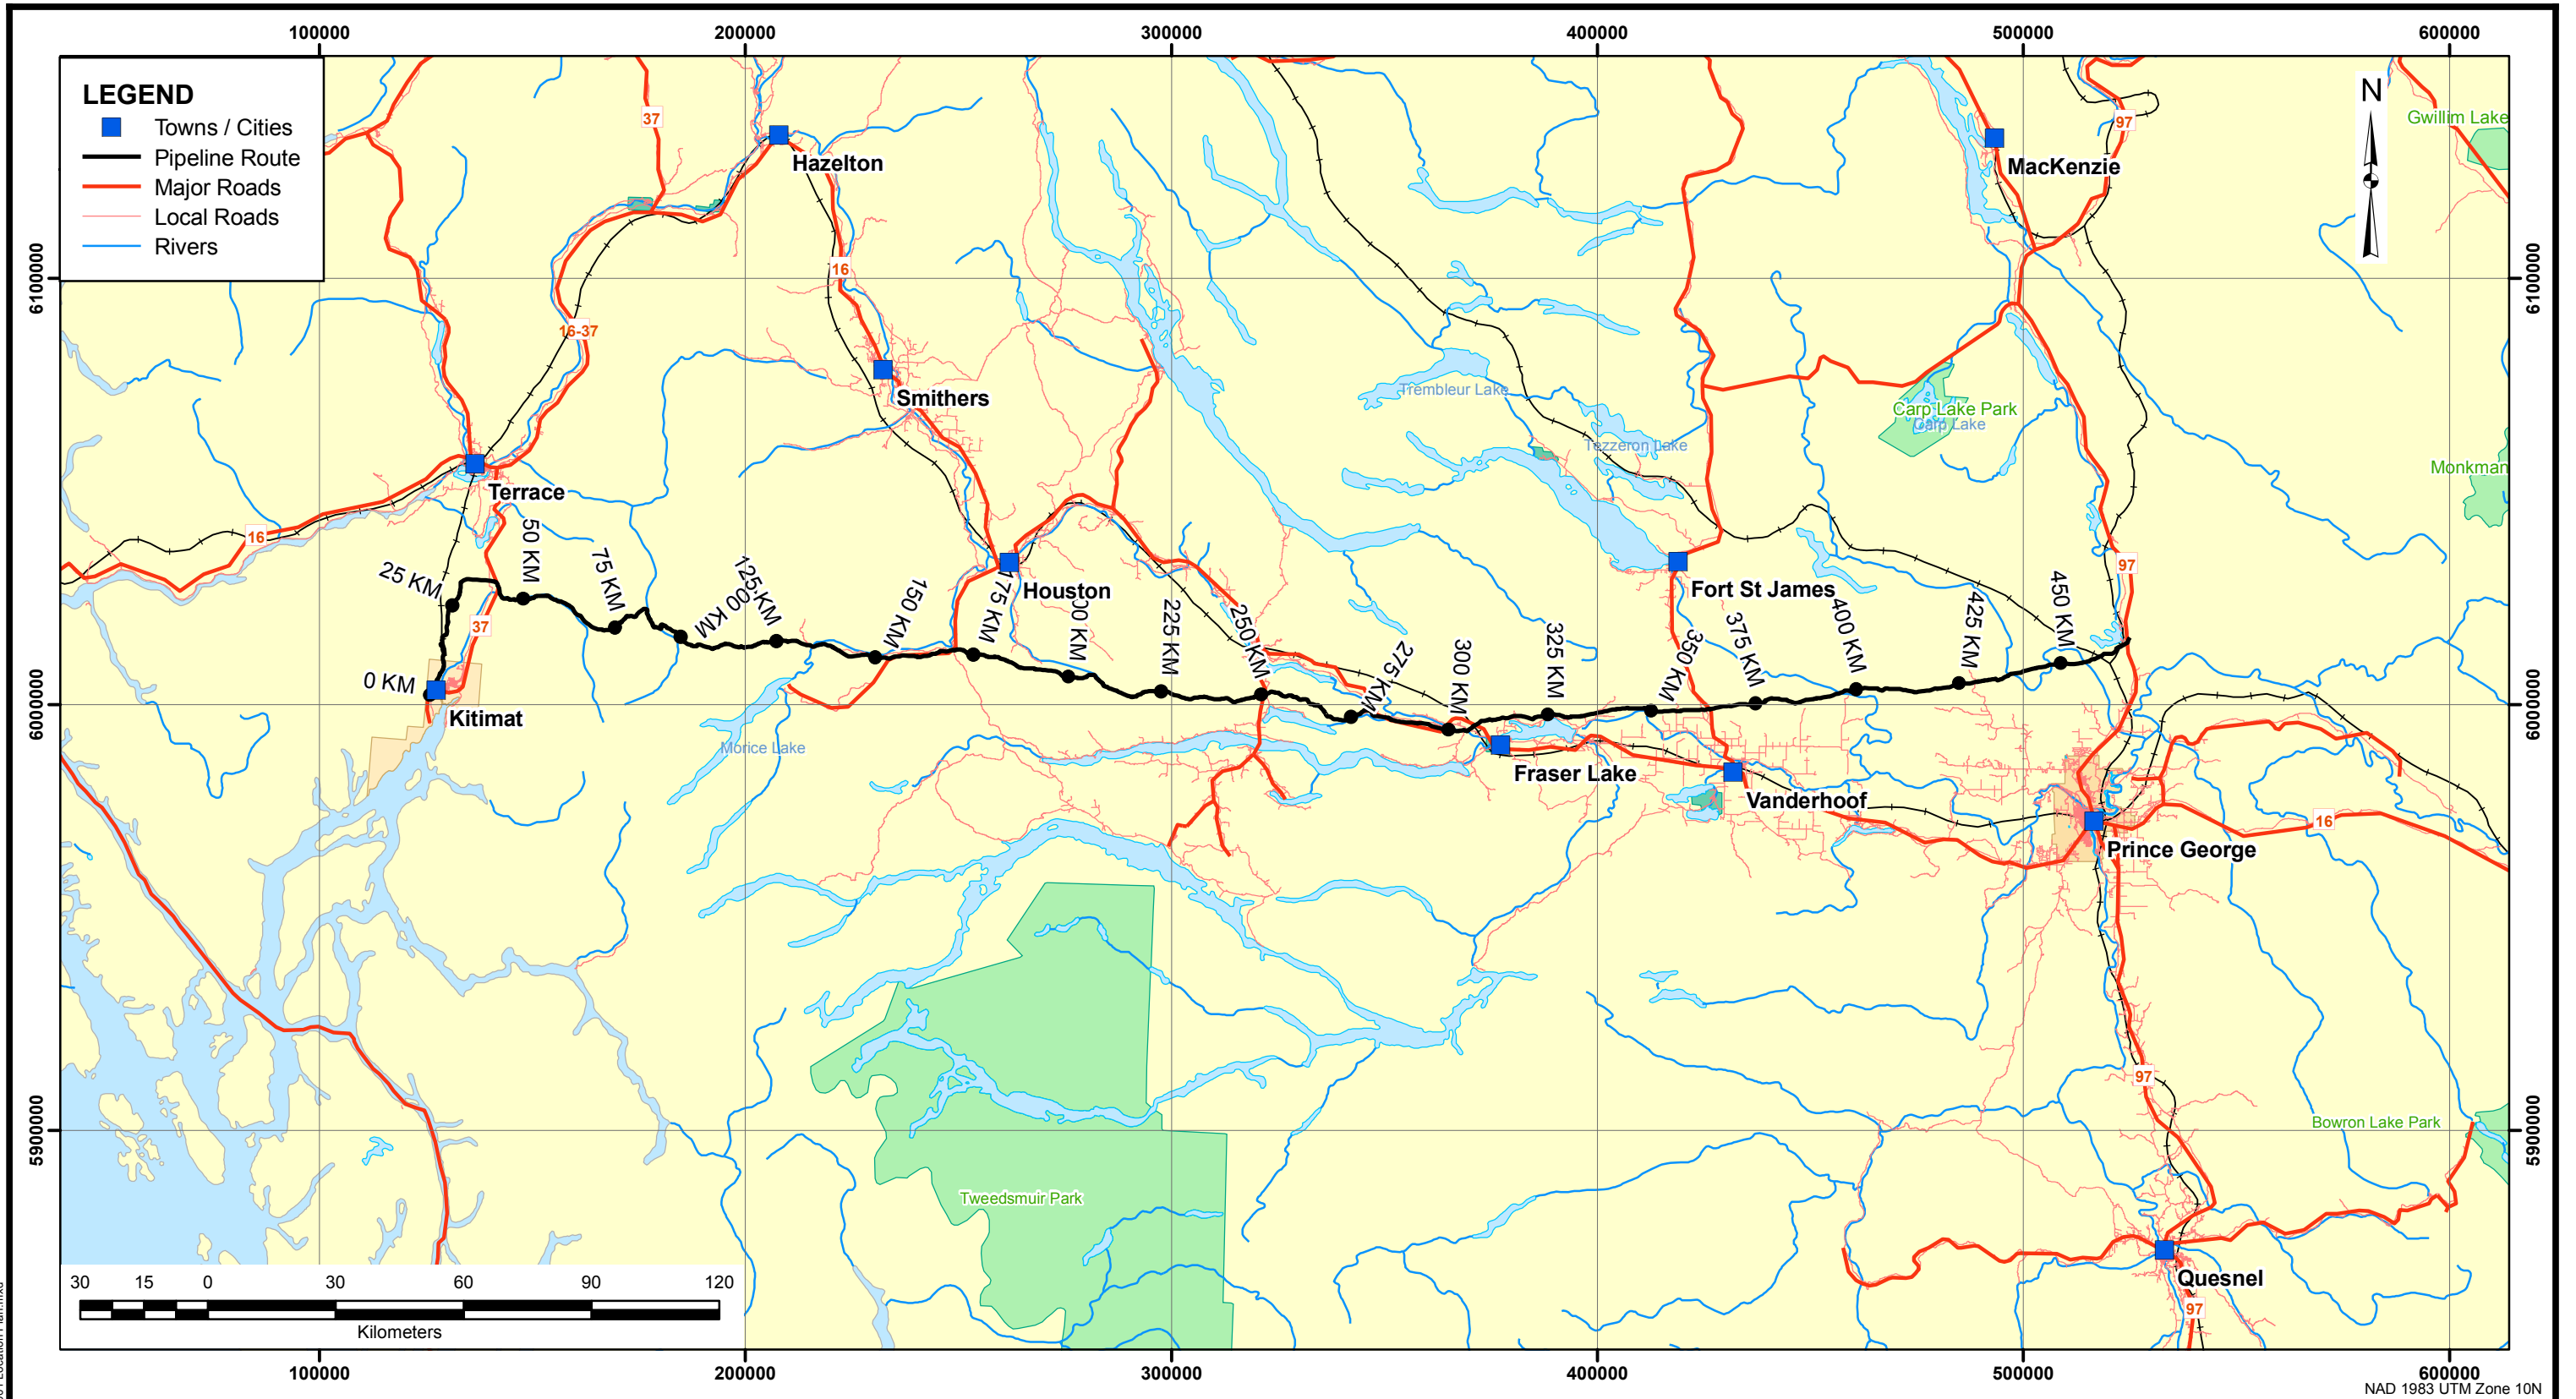 100000 200000 300000 400000 500000 600000
LEGEND
Towns / Cities
Pipeline Route
Major Roads
Local Roads
Rivers
N
37
97
Gwillim Lake
Hazelton
MacKenzie
16
6100000
6100000
16-37
Trembleur Lake
Smithers
Carp Lake Park
Carp Lake
Tezzeron Lake
Monkman
Terrace
16
50 KM
25 KM
75 KM
125 KM
100 KM
150 KM
175 KM
Houston
00 KM
225 KM
250 KM
275 KM
300 KM
325 KM
Fort St James
350 KM
375 KM
400 KM
425 KM
450 KM
97
37
0 KM
Kitimat
6000000
6000000
Morice Lake
Fraser Lake
Vanderhoof
16
Prince George
97
5900000
5900000
Bowron Lake Park
Tweedsmuir Park
Quesnel
97
30 15 0 30 60 90 120
Kilometers
100000 200000 300000 400000 500000 600000
NAD 1983 UTM Zone 10N